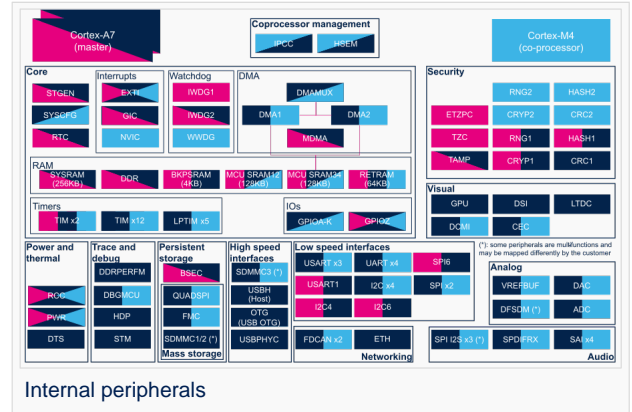 Cortex-A7
(master)
Coprocessor management
IPCC
HSEM
Cortex-M4
(co-processor)
Core
STGEN
SYSCFG
RTC
Interrupts
EXTI
GIC
NVIC
Watchdog
IWDG1
IWDG2
WWDG
DMA
DMAMUX
DMA1
DMA2
MDMA
Security
RNG2
HASH2
ETZPC
CRYP2
CRC2
TZC
RNG1
HASH1
TAMP
CRYP1
CRC1
RAM
SYSRAM
(256KB)
DDR
BKPSRAM
(4KB)
MCU SRAM12
(128KB)
MCU SRAM34
(128KB)
RETRAM
(64KB)
Timers
TIM x2
TIM x12
LPTIM x5
IOs
GPIOA-K
GPIOZ
Visual
GPU
DSI
LTDC
DCMI
CEC
(*): some peripherals are multifunctions and
may be mapped differently by the customer
Power and
thermal
RCC
PWR
DTS
Trace and
debug
DDRPERFM
DBGMCU
HDP
STM
Persistent
storage
BSEC
QUADSPI
FMC
SDMMC1/2 (*)
Mass storage
High speed
interfaces
SDMMC3 (*)
USBH
(Host)
OTG
(USB OTG)
USBPHYC
Low speed interfaces
USART x3
UART x4
SPI6
USART1
I2C x4
SPI x2
I2C4
I2C6
FDCAN x2
ETH
Networking
Analog
VREFBUF
DAC
DFSDM (*)
ADC
SPI I2S x3 (*)
SPDIFRX
SAI x4
Audio
Internal peripherals